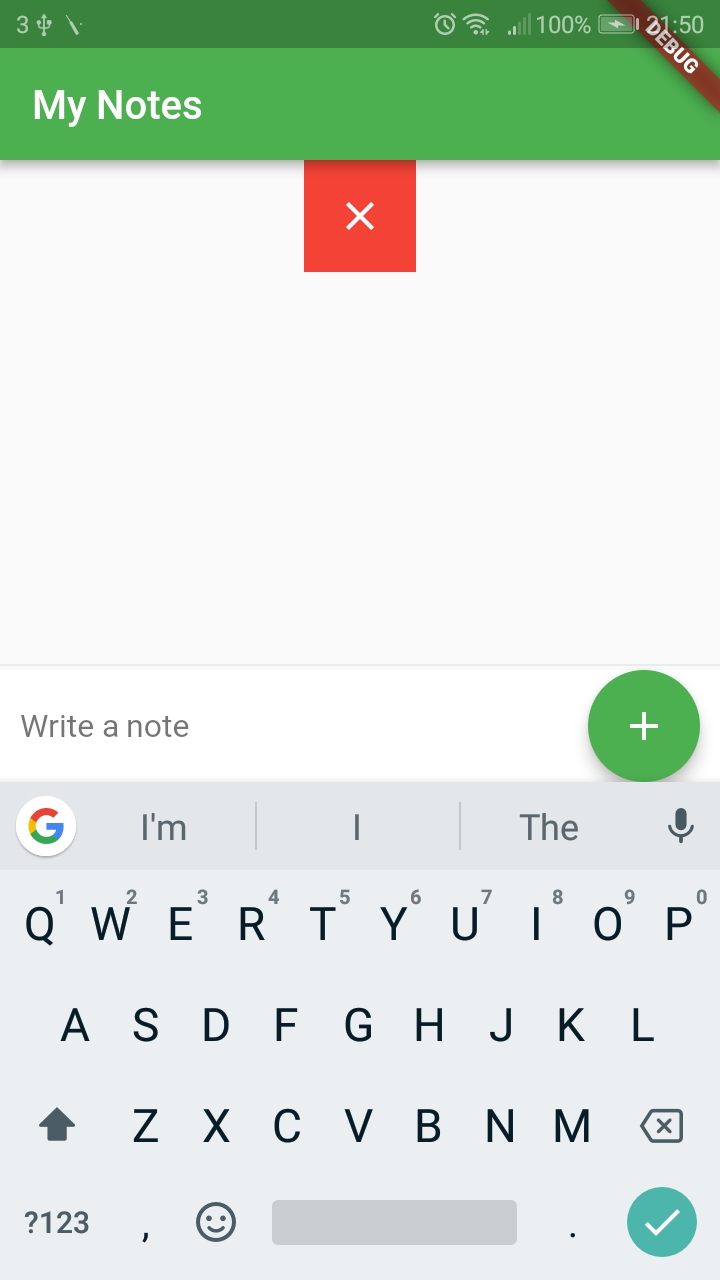 3 100% 21:50
DEBUG
My Notes
Write a note
I'm I The
Q1 W2 E3 R4 T5 Y6 U7 I8 O9 P0
A S D F G H J K L
Z X C V B N M
?123 , .